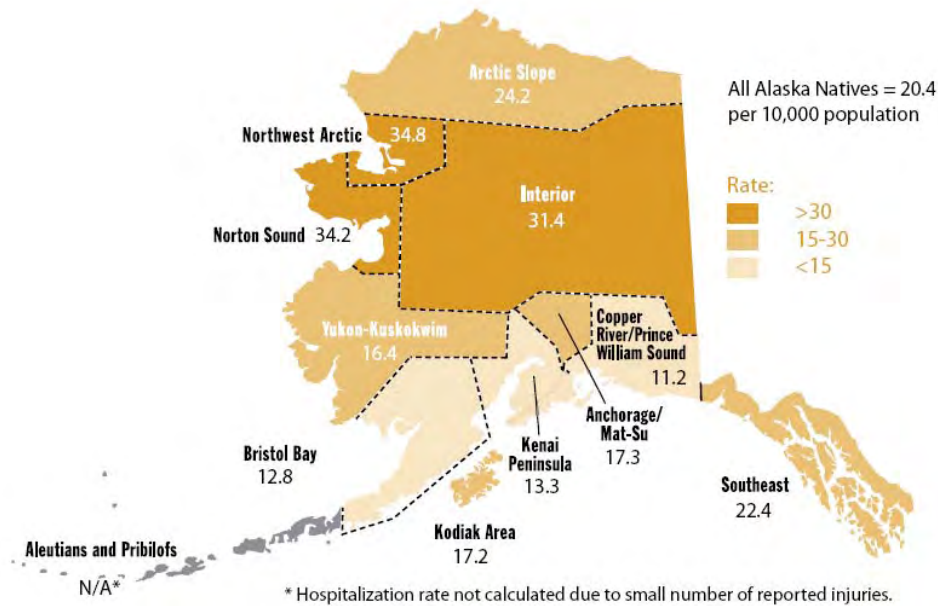 Arctic Slope
24.2
All Alaska Natives = 20.4
per 10,000 population
Northwest Arctic
34.8
Interior
31.4
Rate:
>30
15-30
<15
Norton Sound
34.2
Yukon-Kuskokwim
16.4
Copper
River/Prince
William Sound
11.2
Anchorage/
Mat-Su
17.3
Kenai
Peninsula
13.3
Bristol Bay
12.8
Southeast
22.4
Kodiak Area
17.2
Aleutians and Pribilofs
N/A*
* Hospitalization rate not calculated due to small number of reported injuries.